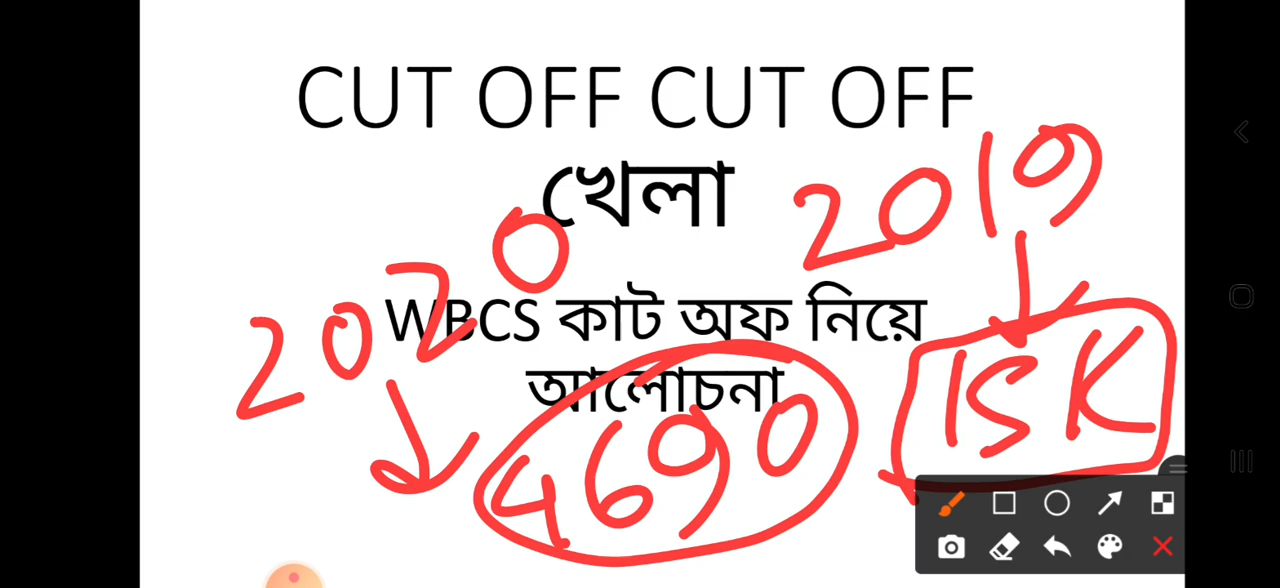 CUT OFF CUT OFF
খেলা
2019
2020
WBCS কাট অফ নিয়ে
আলোচনা
15K
4690